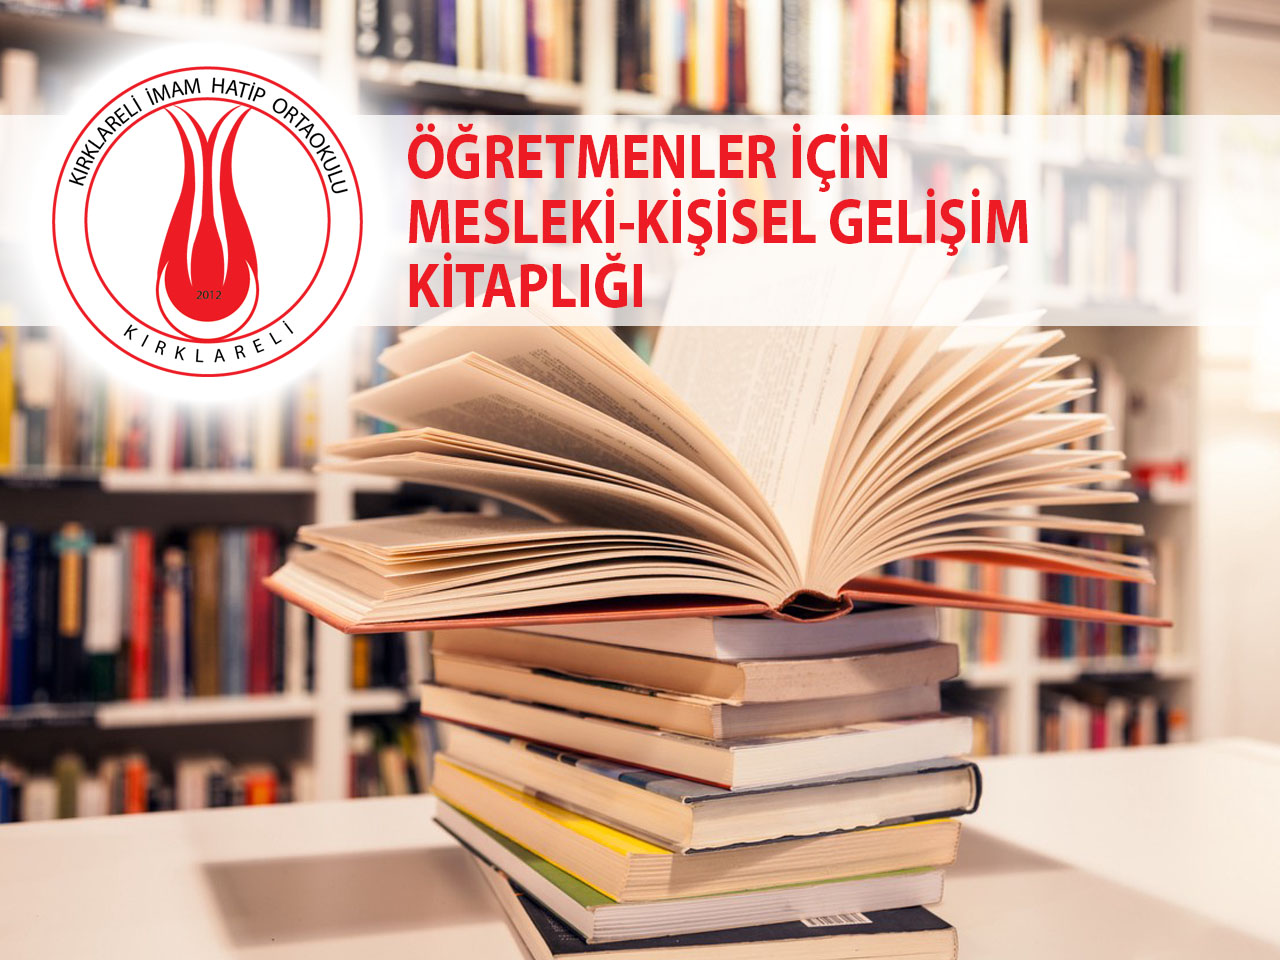 KIRKLARELİ İMAM HATİP ORTAOKULU
2012
KIRKLARELİ
ÖĞRETMENLER İÇİN
MESLEKİ-KİŞİSEL GELİŞİM
KİTAPLIĞI